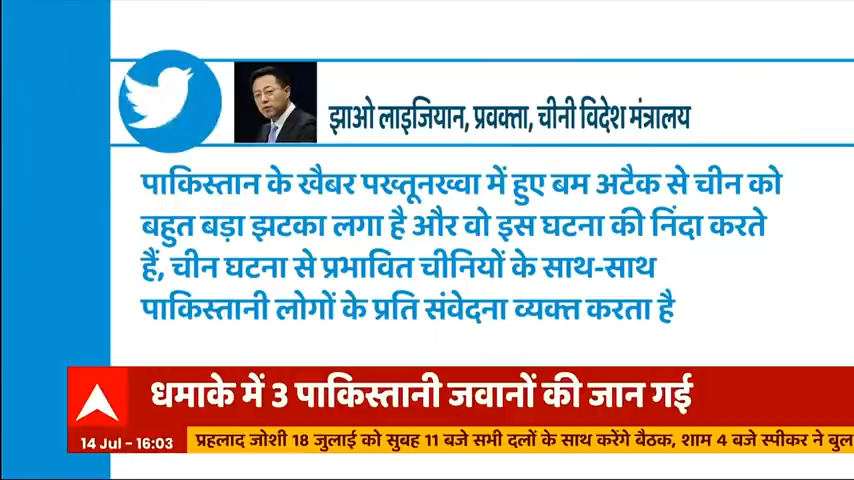 झाओ लाइजियान, प्रवक्ता, चीनी विदेश मंत्रालय
पाकिस्तान के खैबर पख्तूनख्वा में हुए बम अटैक से चीन को
बहुत बड़ा झटका लगा है और वो इस घटना की निंदा करते
हैं, चीन घटना से प्रभावित चीनियों के साथ-साथ
पाकिस्तानी लोगों के प्रति संवेदना व्यक्त करता है
धमाके में 3 पाकिस्तानी जवानों की जान गई
14 Jul - 16:03
प्रहलाद जोशी 18 जुलाई को सुबह 11 बजे सभी दलों के साथ करेंगे बैठक, शाम 4 बजे स्पीकर ने बुल